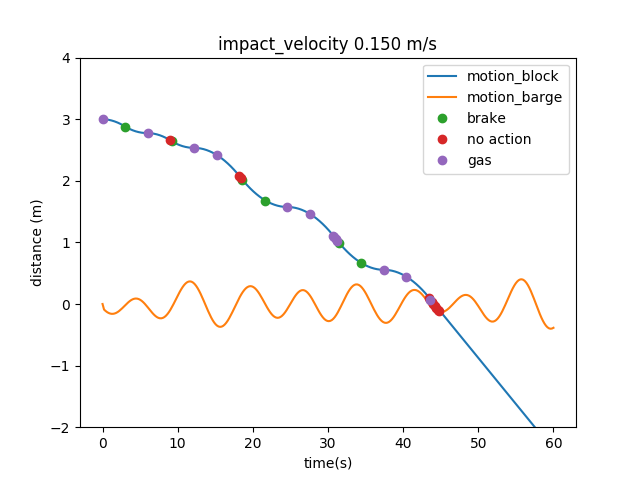 impact_velocity 0.150 m/s
motion_block
motion_barge
brake
no action
gas
distance (m)
4
3
2
1
0
−1
−2
0 10 20 30 40 50 60
time(s)